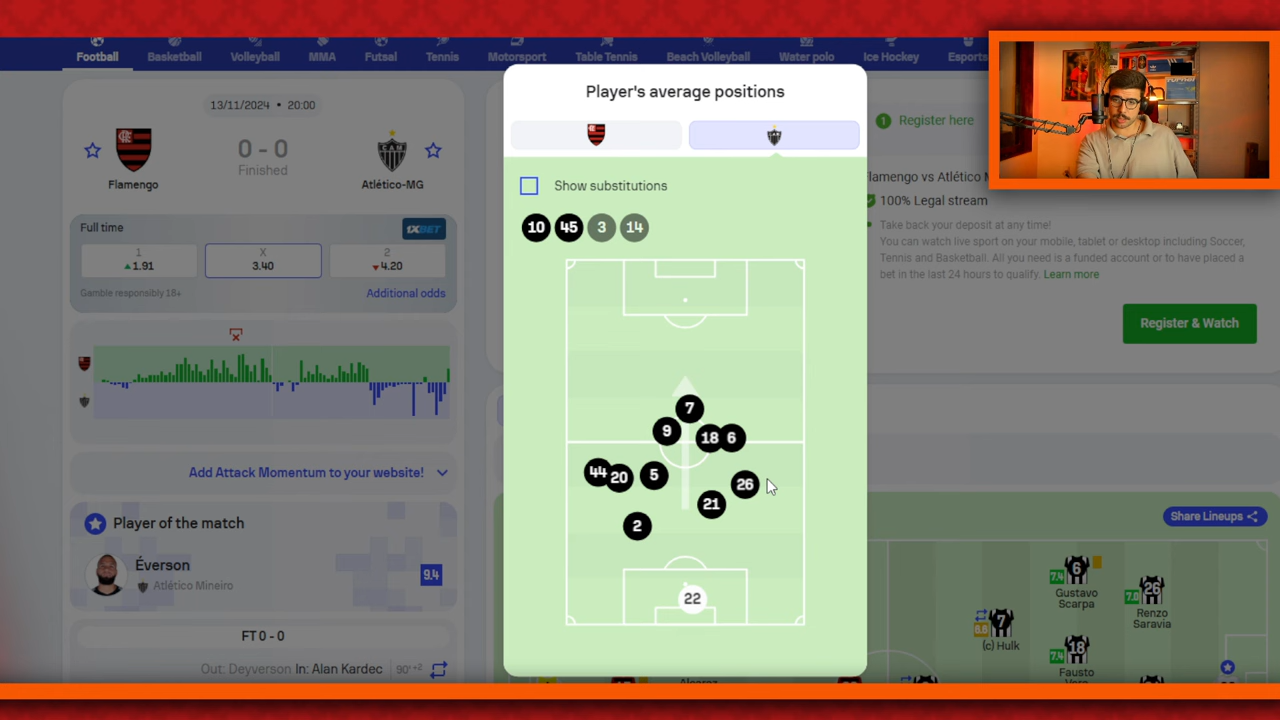 Football
Basketball
Volleyball
MMA
Futsal
Tennis
Motorsport
Table Tennis
Beach Volleyball
Water polo
Ice Hockey
Esports
13/11/2024 • 20:00
Flamengo
0 - 0
Finished
Atlético-MG
Full time
1XBET
1
1.91
X
3.40
2
4.20
Gamble responsibly 18+
Additional odds
Add Attack Momentum to your website!
Player of the match
Éverson
Atlético Mineiro
9.4
FT 0 - 0
Out: Deyverson In: Alan Kardec
90'+2
Player's average positions
CAM
Show substitutions
10 45 3 14
7
9
18 6
44 20 5
26
21
2
22
1 Register here
lamengo vs Atlético M
100% Legal stream
Take back your deposit at any time!
You can watch live sport on your mobile, tablet or desktop including Soccer,
Tennis and Basketball. All you need is a funded account or to have placed a
bet in the last 24 hours to qualify. Learn more
Register & Watch
Share Lineups
6
7.4
Gustavo
Scarpa
26
7.0
Renzo
Saravia
7
6.6
(c) Hulk
18
7.4
Fausto